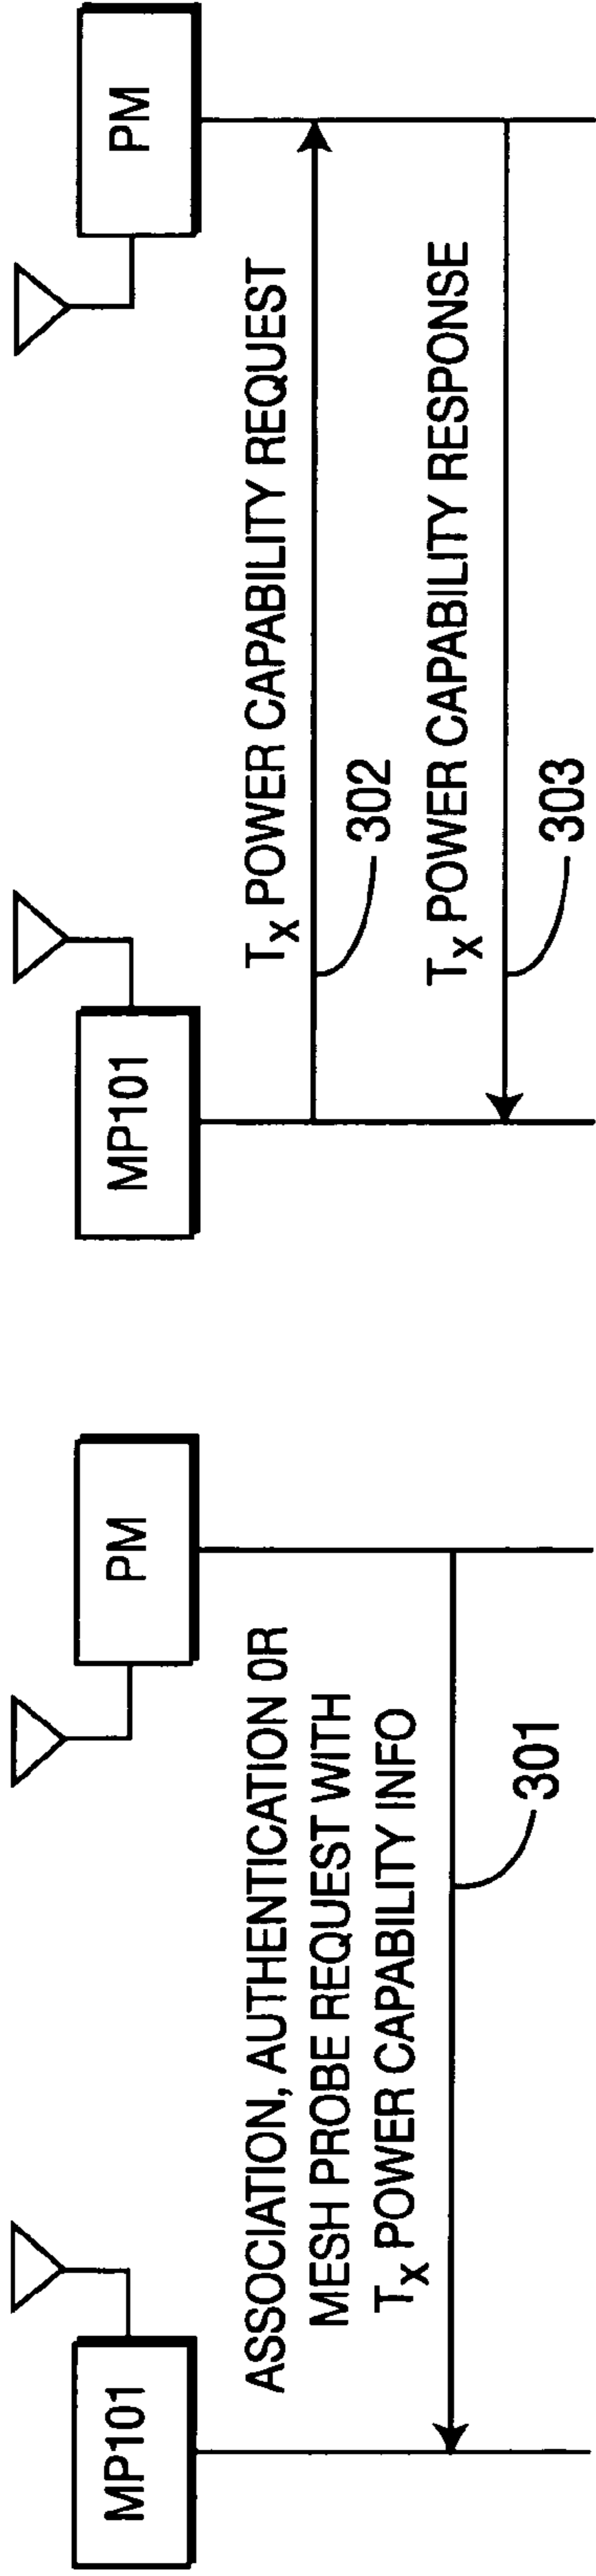 MP101
PM
ASSOCIATION, AUTHENTICATION OR
MESH PROBE REQUEST WITH
Tx POWER CAPABILITY INFO
301
MP101
PM
Tx POWER CAPABILITY REQUEST
302
Tx POWER CAPABILITY RESPONSE
303